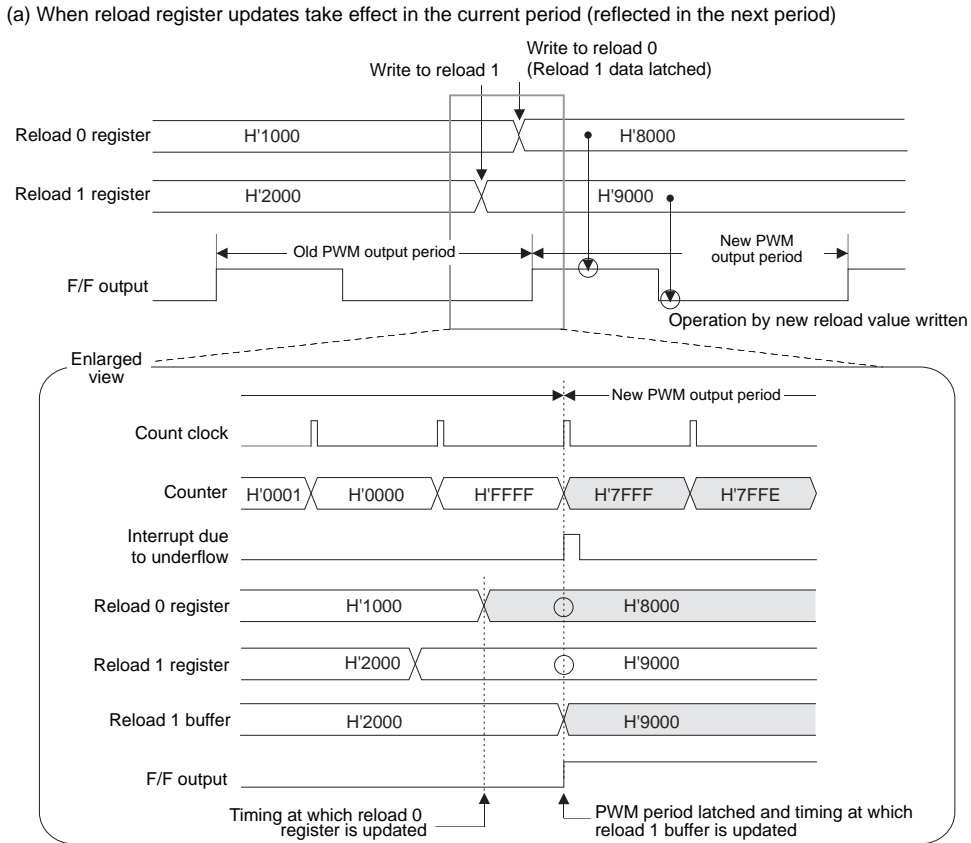 (a) When reload register updates take effect in the current period (reflected in the next period)
Write to reload 0
Write to reload 1
(Reload 1 data latched)
Reload 0 register
H'1000
H'8000
Reload 1 register
H'2000
H'9000
Old PWM output period
New PWM
output period
F/F output
Operation by new reload value written
Enlarged
view
New PWM output period
Count clock
Counter
H'0001
H'0000
H'FFFF
H'7FFF
H'7FFE
Interrupt due
to underflow
Reload 0 register
H'1000
H'8000
Reload 1 register
H'2000
H'9000
Reload 1 buffer
H'2000
H'9000
F/F output
Timing at which reload 0
register is updated
PWM period latched and timing at which
reload 1 buffer is updated